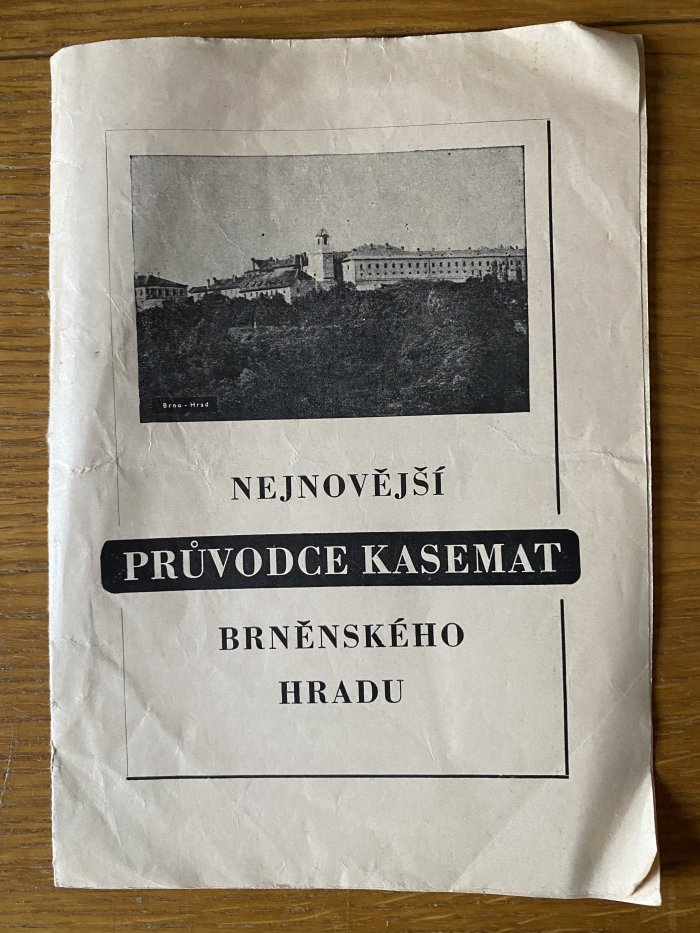 Brno - Hrad
NEJNOVĚJŠÍ
PRŮVODCE KASEMAT
BRNĚNSKÉHO
HRADU